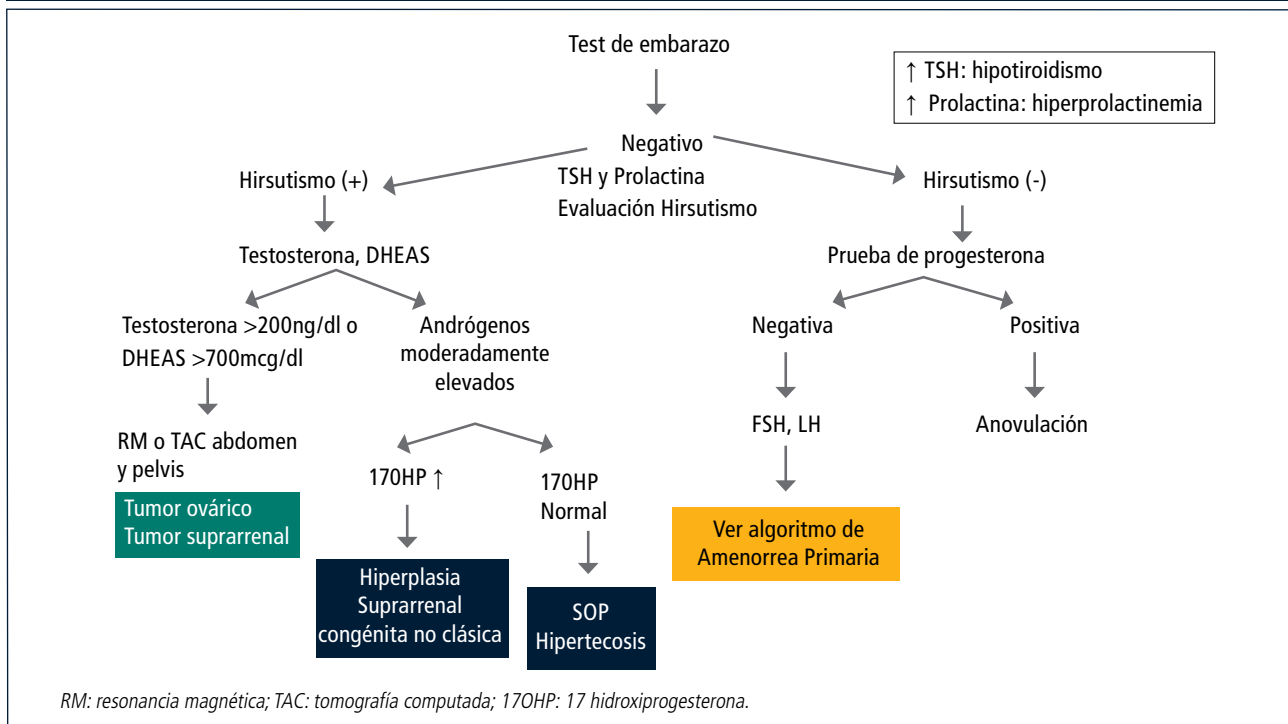 Test de embarazo
↑ TSH: hipotiroidismo
↑ Prolactina: hiperprolactinemia
Negativo
TSH y Prolactina
Evaluación Hirsutismo
Hirsutismo (+)
Hirsutismo (-)
Testosterona, DHEAS
Prueba de progesterona
Testosterona >200ng/dl o
DHEAS >700mcg/dl
Andrógenos
moderadamente
elevados
Negativa
Positiva
RM o TAC abdomen
y pelvis
17OHP ↑
17OHP
Normal
FSH, LH
Anovulación
Tumor ovárico
Tumor suprarrenal
Hiperplasia
Suprarrenal
congénita no clásica
SOP
Hipertecosis
Ver algoritmo de
Amenorrea Primaria
RM: resonancia magnética; TAC: tomografía computada; 17OHP: 17 hidroxiprogesterona.